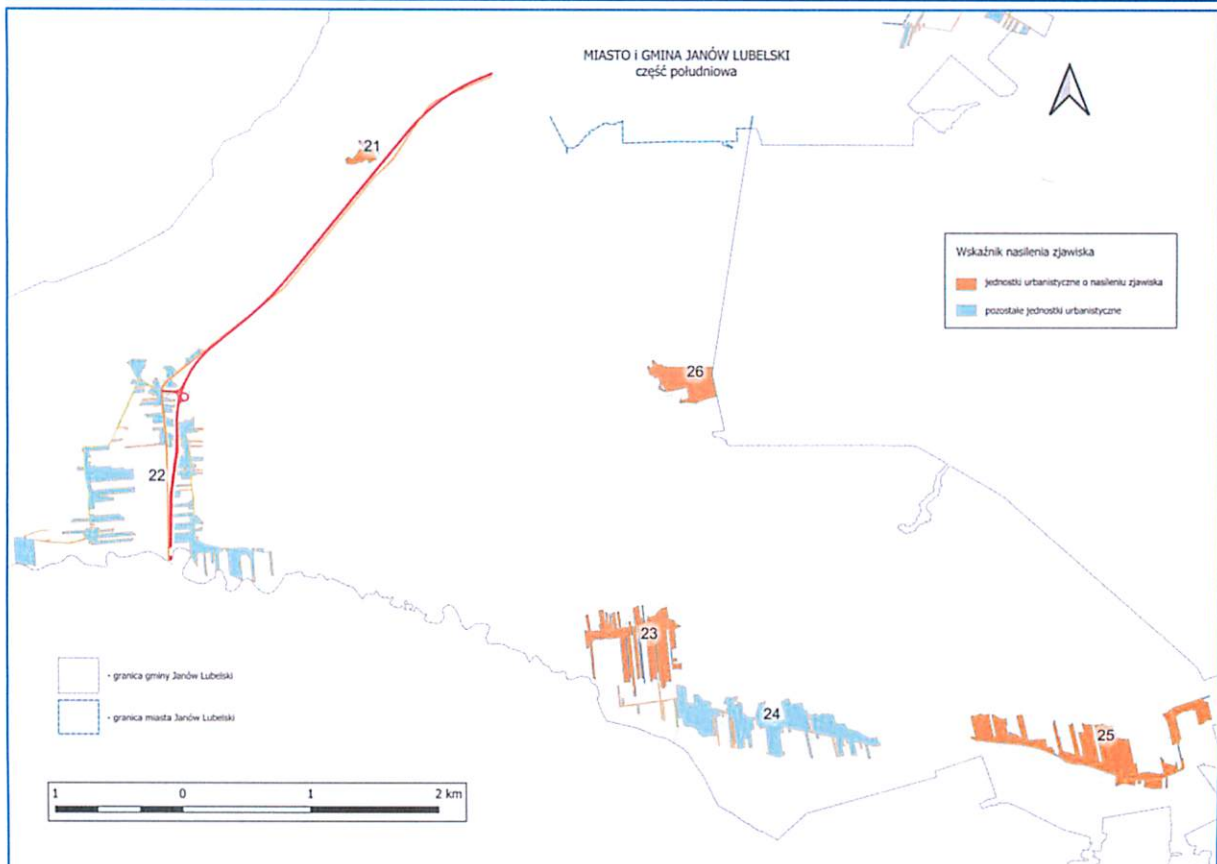 MIASTO i GMINA JANÓW LUBELSKI
część południowa
21
Wskaźnik nasilenia zjawiska
jednostki urbanistyczne o nasileniu zjawiska
pozostałe jednostki urbanistyczne
26
22
23
24
25
- granica gminy Janów Lubelski
- granica miasta Janów Lubelski
1 0 1 2 km